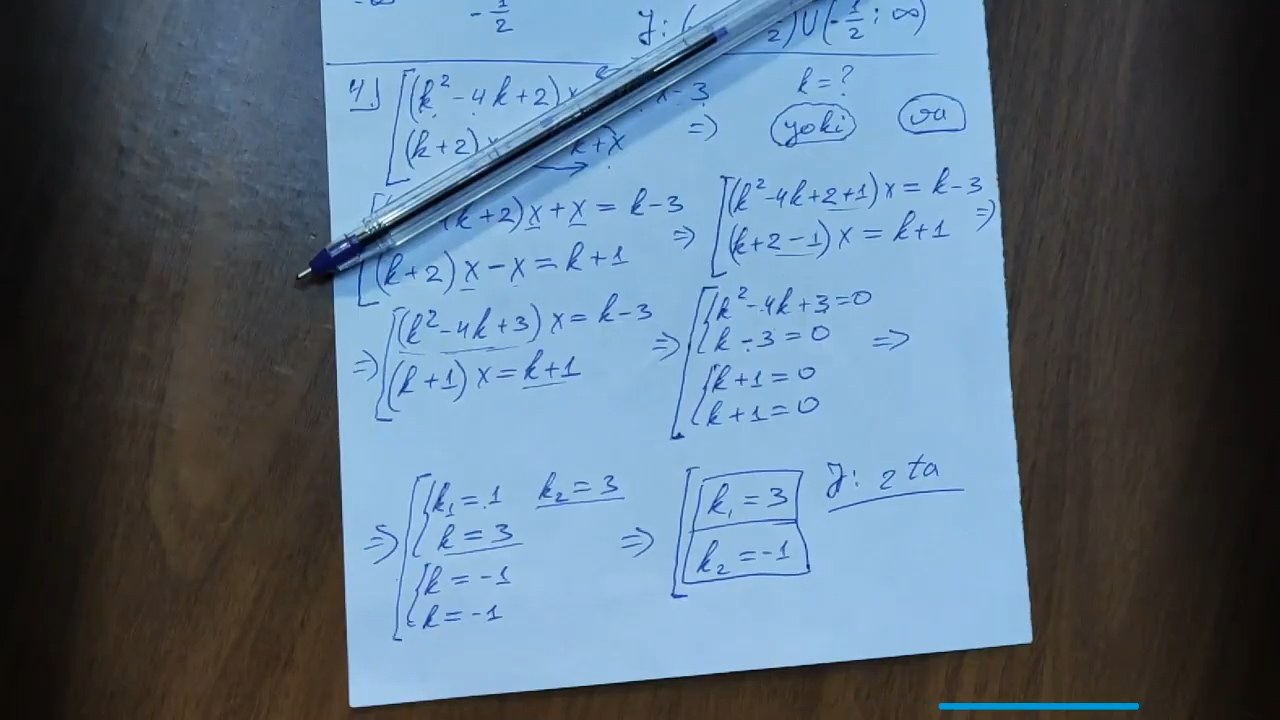 -1/2 2)∪(-1/2; ∞)
4.) [(k²-4k+2)x x-3 k=?
(k+2)x k+x ⇒ yoki va
(k+2)x+x=k-3
[(k+2)x-x=k+1
⇒ [(k²-4k+2+1)x=k-3
(k+2-1)x=k+1 ⇒
⇒ [(k²-4k+3)x=k-3
(k+1)x=k+1
⇒ [{k²-4k+3=0
k-3=0 ⇒
{k+1=0
k+1=0
⇒ [{k₁=1 k₂=3
k=3
{k=-1
k=-1
⇒ [k₁=3
k₂=-1
J: 2 ta